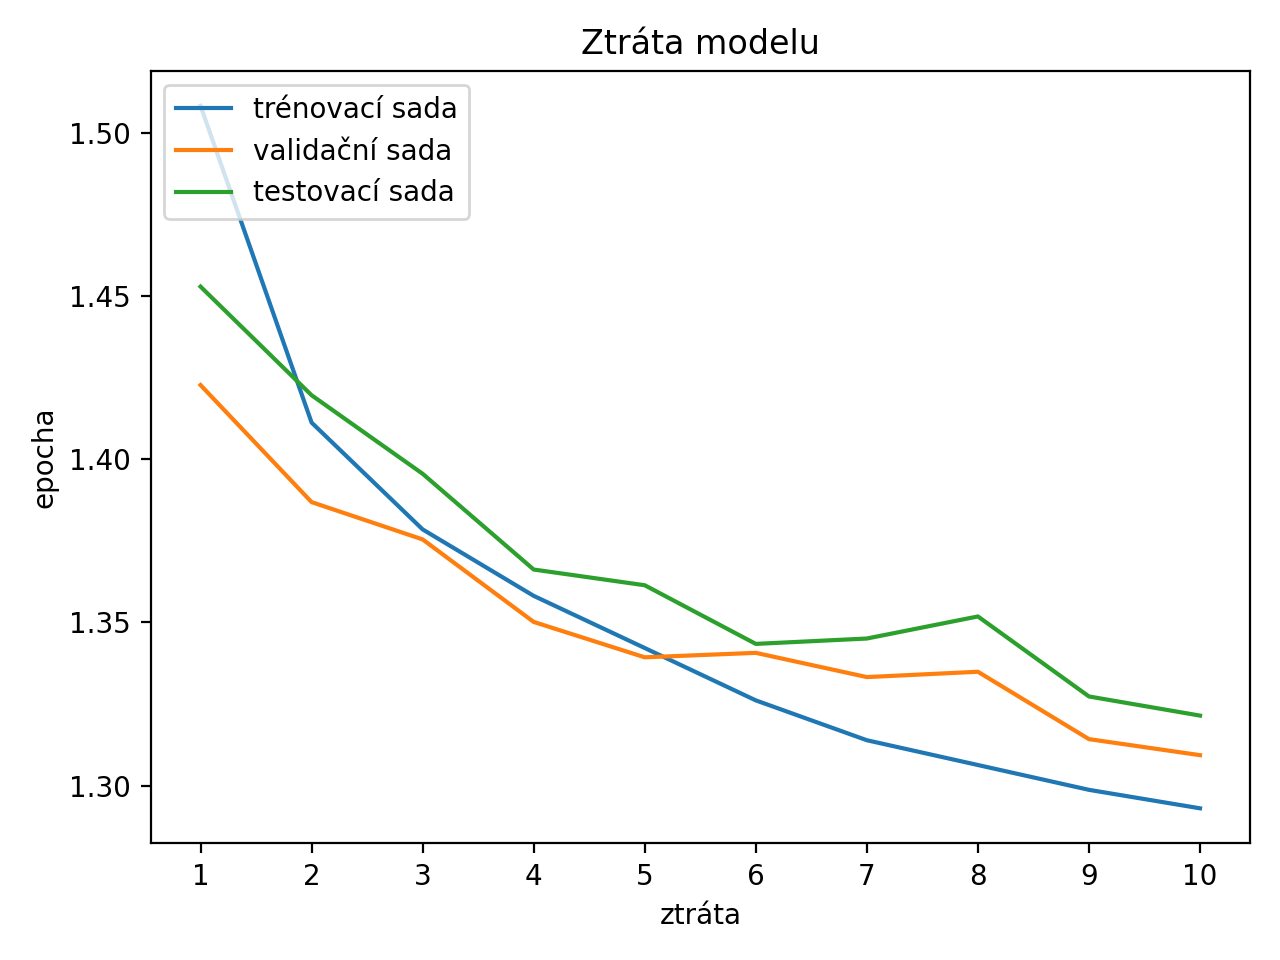 Ztráta modelu
trénovací sada
validační sada
testovací sada
1.50
1.45
1.40
1.35
1.30
epocha
1 2 3 4 5 6 7 8 9 10
ztráta